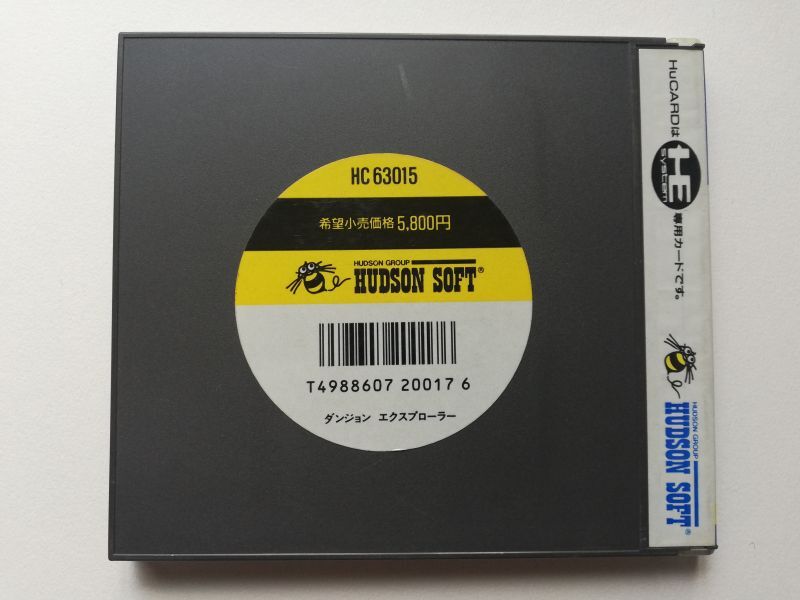 HC 63015
希望小売価格 5,800円
HUDSON GROUP
HUDSON SOFT®
T4988607 20017 6
ダンジョン エクスプローラー
HuCARDは HE system 専用カードです。
HUDSON GROUP
HUDSON SOFT®